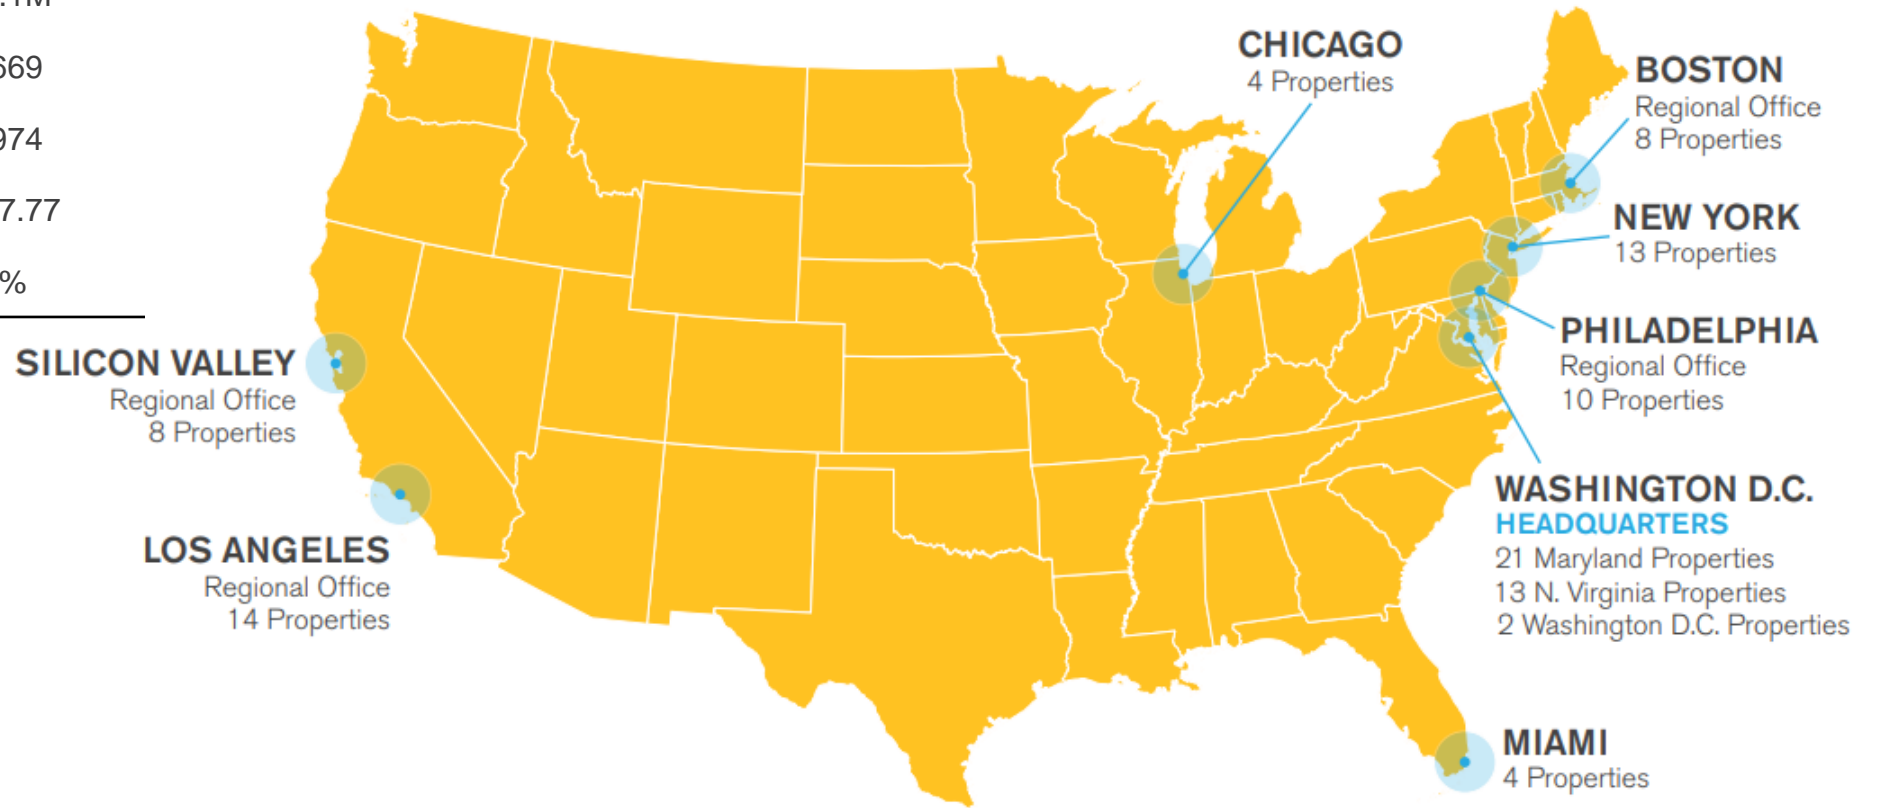 669
974
7.77
%
CHICAGO
4 Properties
BOSTON
Regional Office
8 Properties
NEW YORK
13 Properties
PHILADELPHIA
Regional Office
10 Properties
SILICON VALLEY
Regional Office
8 Properties
LOS ANGELES
Regional Office
14 Properties
WASHINGTON D.C.
HEADQUARTERS
21 Maryland Properties
13 N. Virginia Properties
2 Washington D.C. Properties
MIAMI
4 Properties